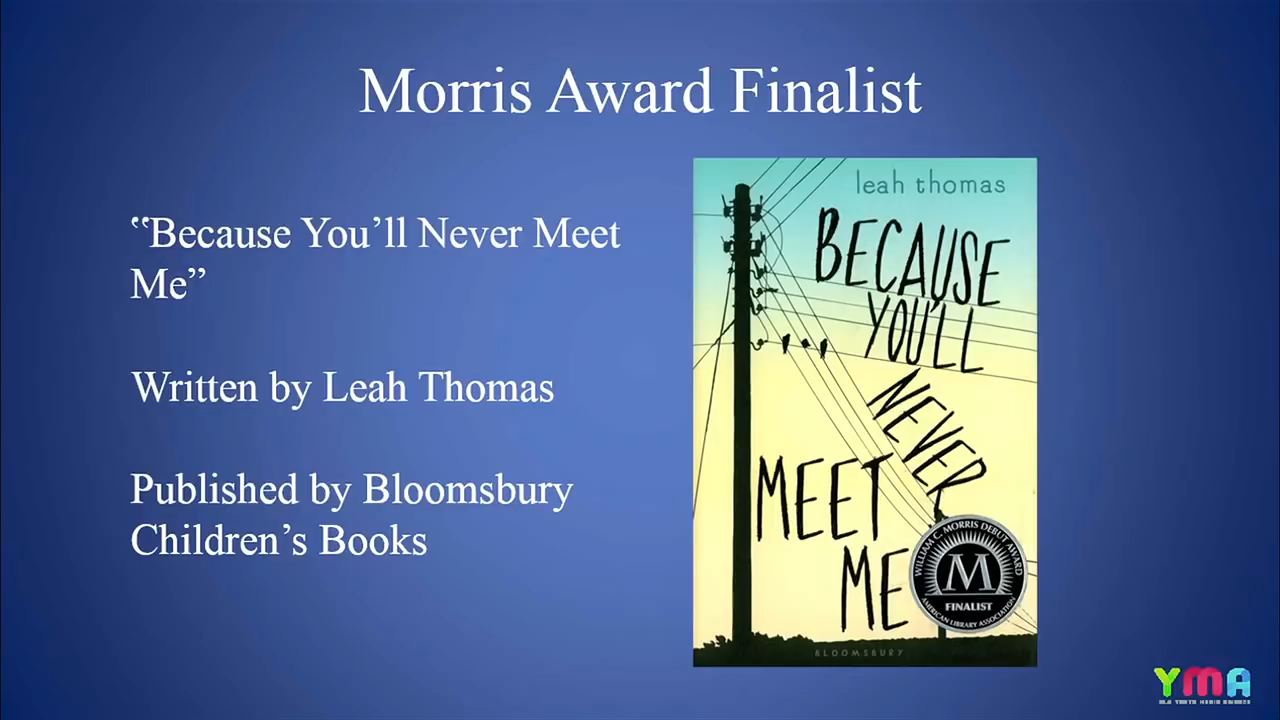 Morris Award Finalist
“Because You’ll Never Meet
Me”
Written by Leah Thomas
Published by Bloomsbury
Children’s Books
leah thomas
BECAUSE
YOU'LL
NEVER
MEET
ME
WILLIAM C. MORRIS DEBUT AWARD
M
FINALIST
AMERICAN LIBRARY ASSOCIATION
BLOOMSBURY
YMA